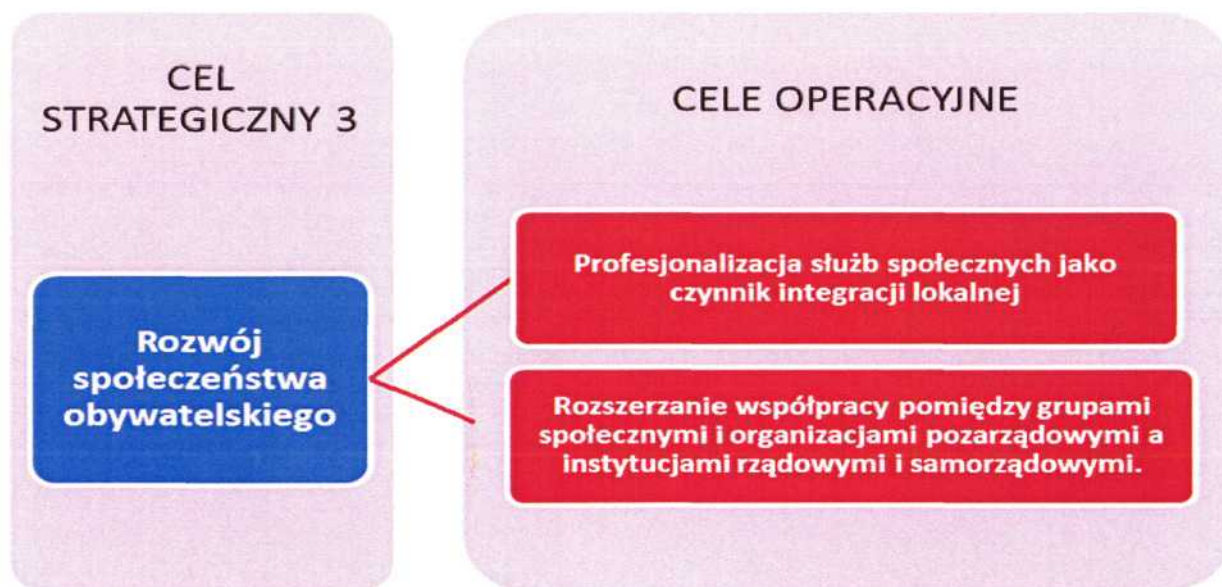 CEL
STRATEGICZNY 3
Rozwój
społeczeństwa
obywatelskiego
CELE OPERACYJNE
Profesjonalizacja służb społecznych jako
czynnik integracji lokalnej
Rozszerzanie współpracy pomiędzy grupami
społecznymi i organizacjami pozarządowymi a
instytucjami rządowymi i samorządowymi.